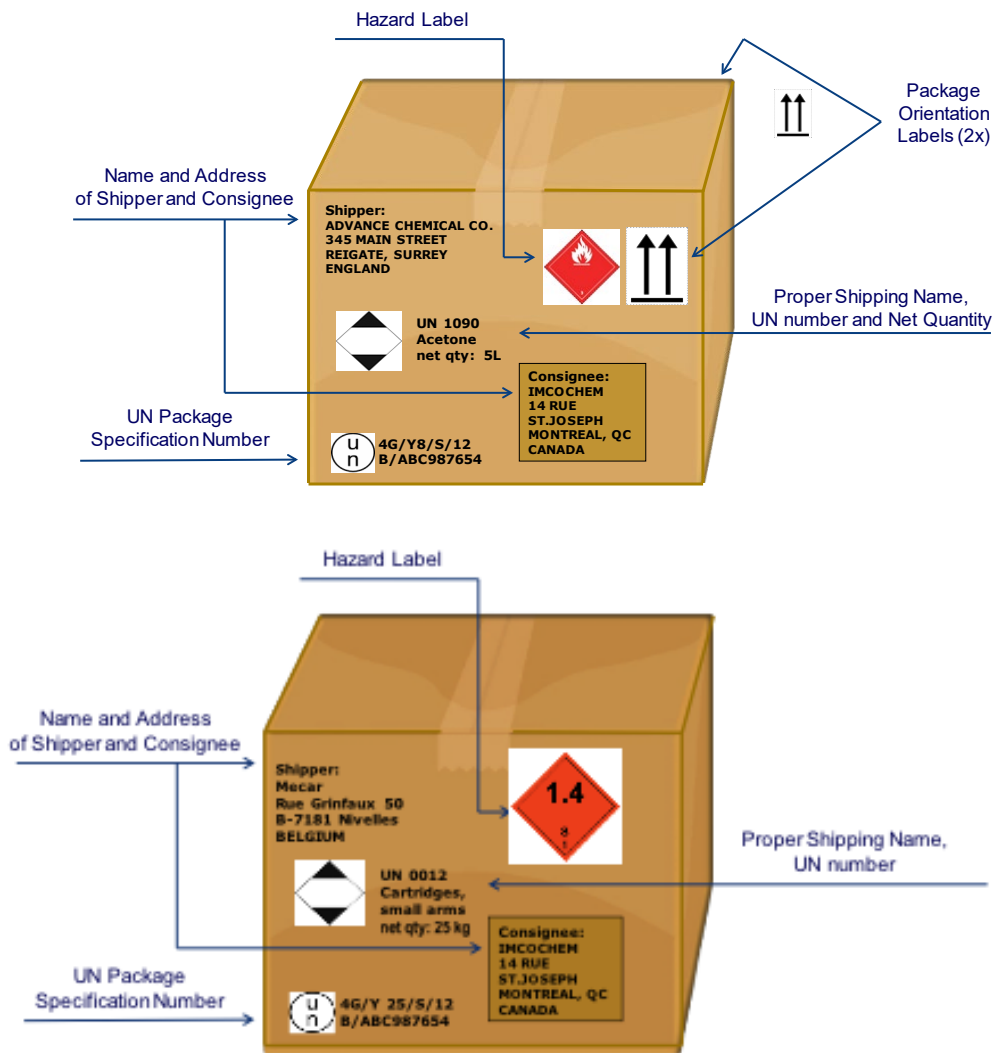 Hazard Label
Package
Orientation
Labels (2x)
Name and Address
of Shipper and Consignee
Shipper:
ADVANCE CHEMICAL CO.
345 MAIN STREET
REIGATE, SURREY
ENGLAND
Proper Shipping Name,
UN number and Net Quantity
UN 1090
Acetone
net qty: 5L
Consignee:
IMCOCHEM
14 RUE
ST.JOSEPH
MONTREAL, QC
CANADA
UN Package
Specification Number
u
n
4G/Y8/S/12
B/ABC987654
Hazard Label
Name and Address
of Shipper and Consignee
Shipper:
Mecar
Rue Grinfaux 50
B-7181 Nivelles
BELGIUM
1.4
1
Proper Shipping Name,
UN number
UN 0012
Cartridges,
small arms
net qty: 25 kg
Consignee:
IMCOCHEM
14 RUE
ST.JOSEPH
MONTREAL, QC
CANADA
UN Package
Specification Number
u
n
4G/Y 25/S/12
B/ABC987654